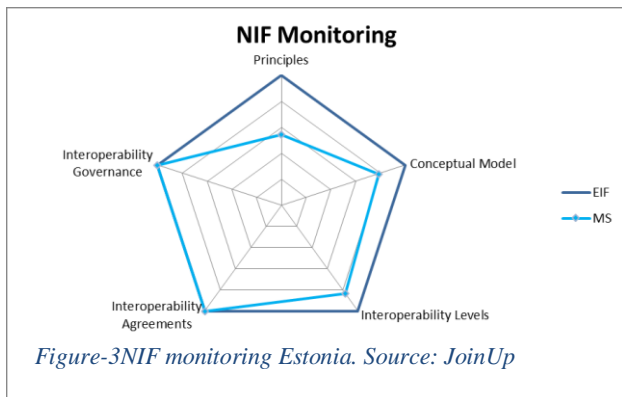 NIF Monitoring
Principles
Interoperability
Governance
Conceptual Model
EIF
MS
Interoperability
Agreements
Interoperability Levels
Figure-3NIF monitoring Estonia. Source: JoinUp